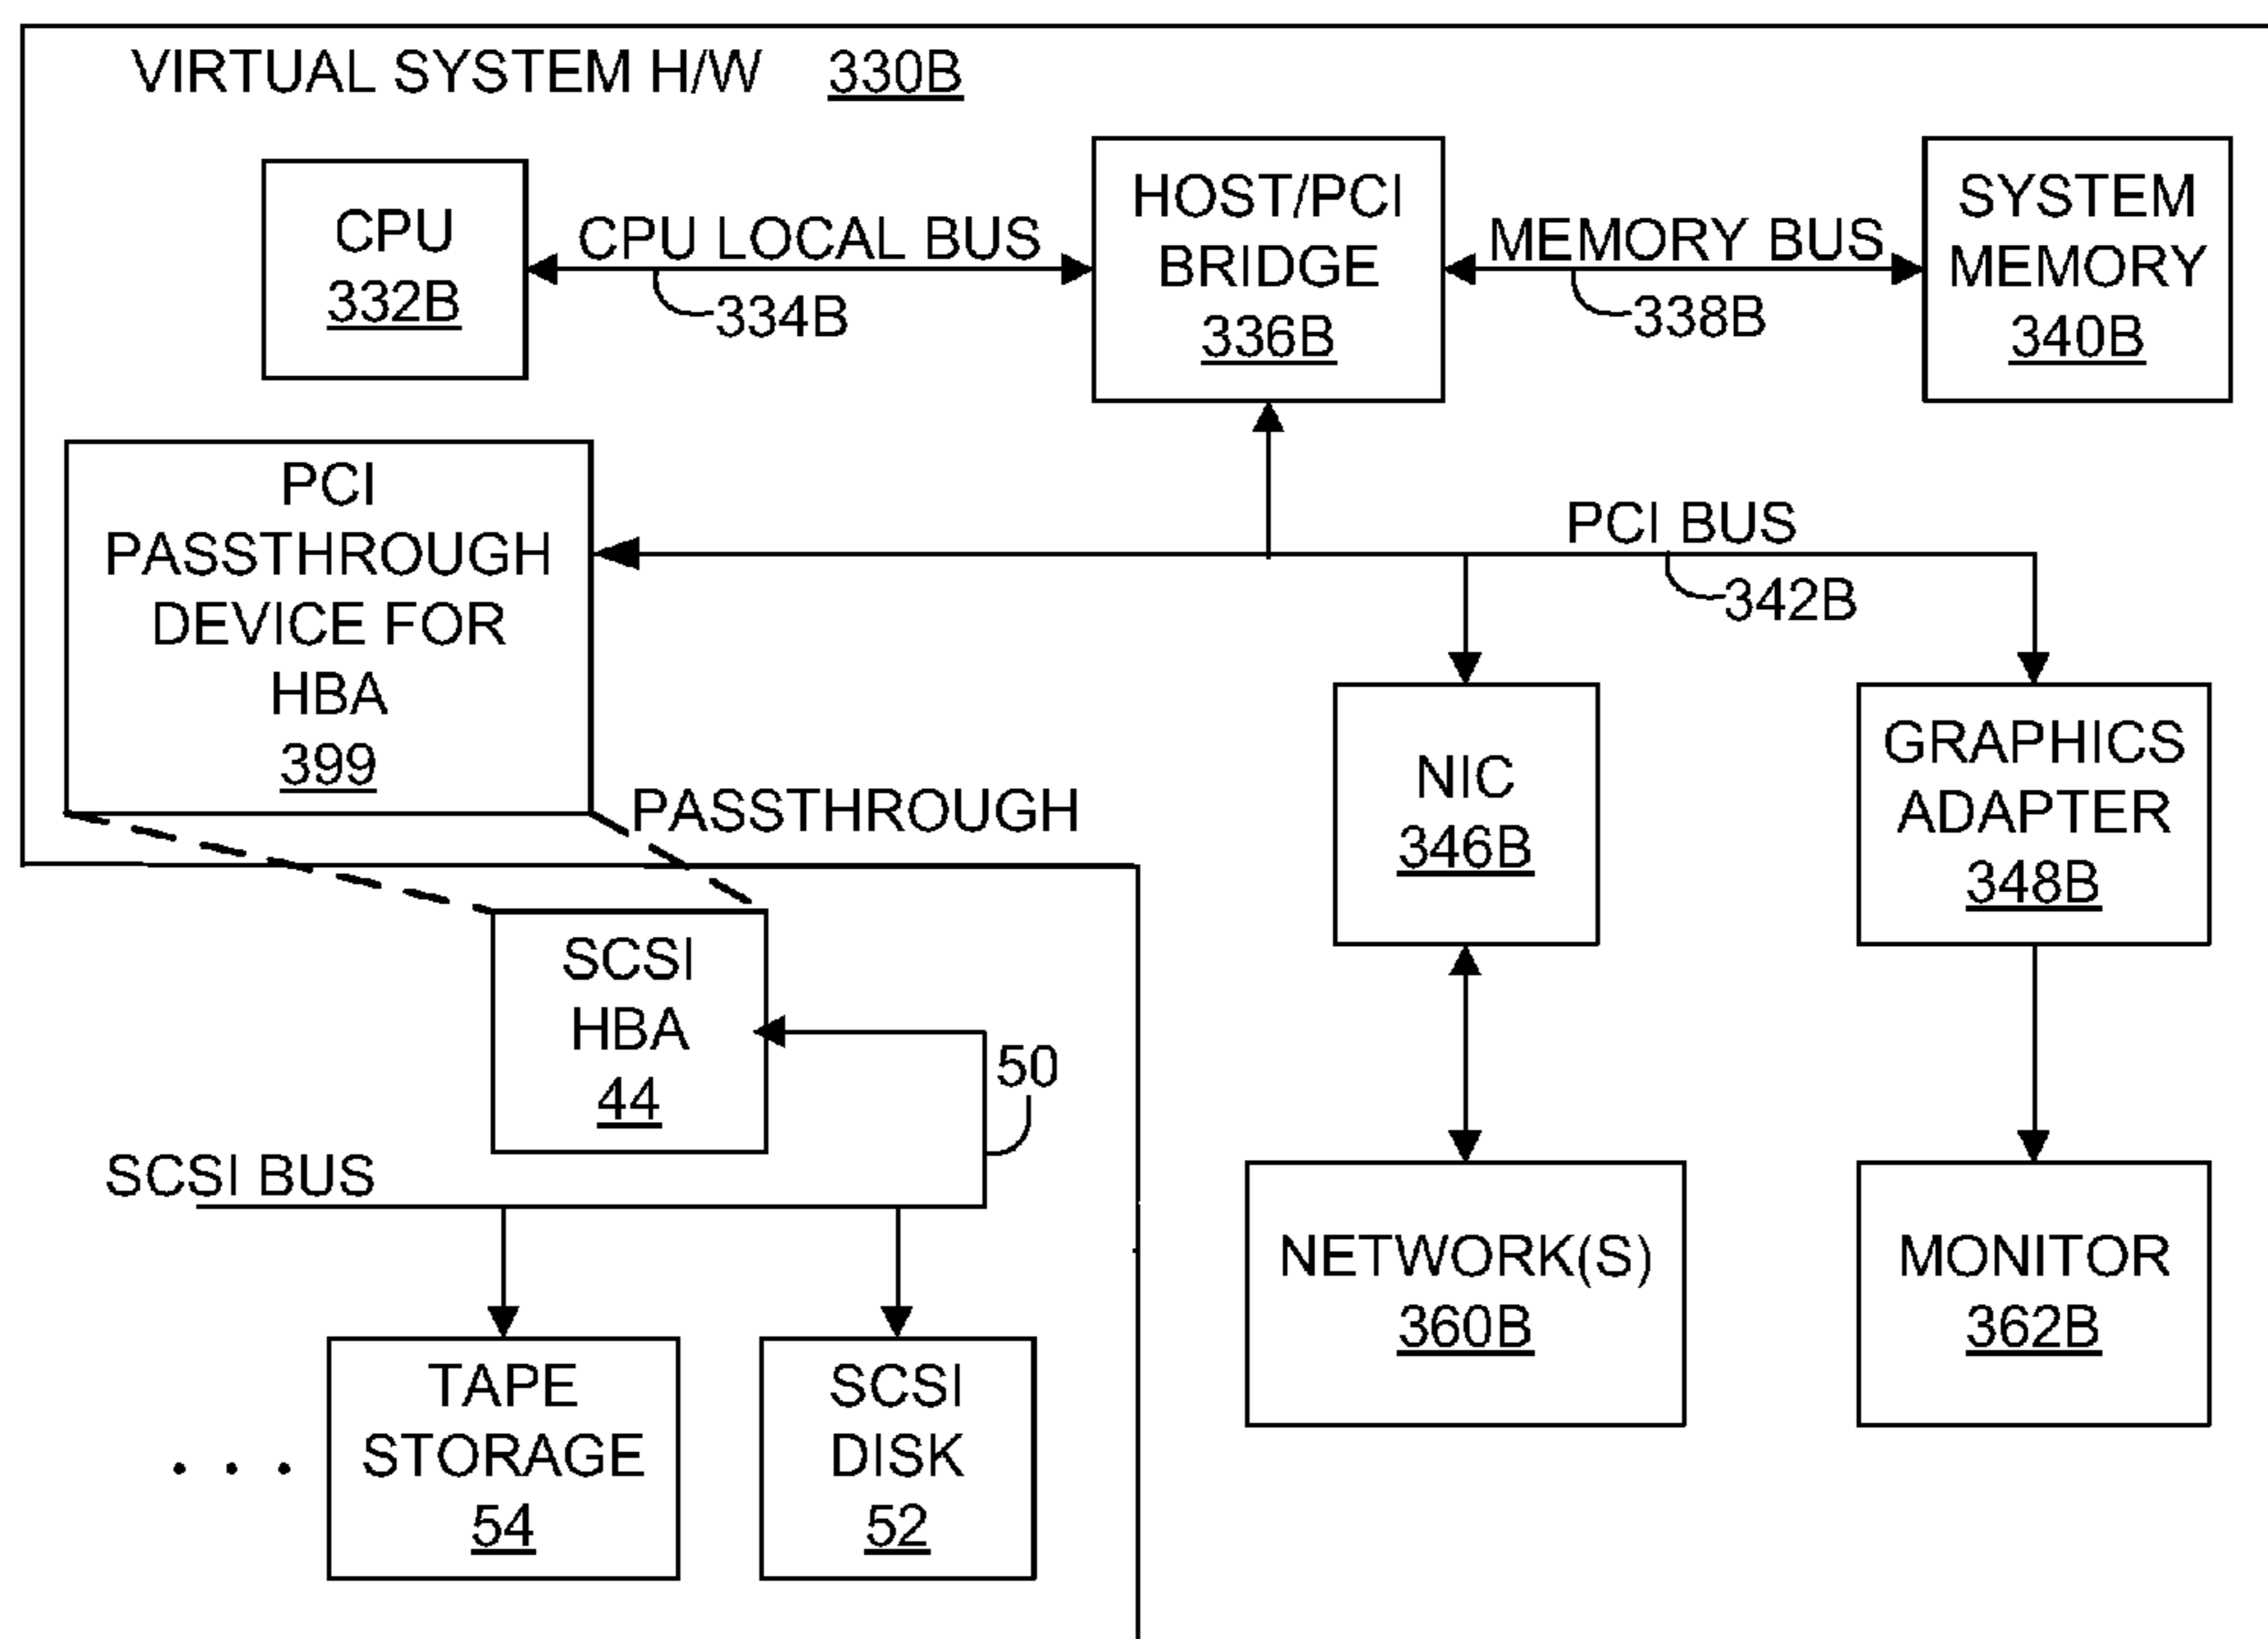 VIRTUAL SYSTEM H/W 330B
CPU
332B
CPU LOCAL BUS
334B
HOST/PCI
BRIDGE
336B
MEMORY BUS
338B
SYSTEM
MEMORY
340B
PCI
PASSTHROUGH
DEVICE FOR
HBA
399
PCI BUS
342B
PASSTHROUGH
NIC
346B
GRAPHICS
ADAPTER
348B
SCSI
HBA
44
50
SCSI BUS
NETWORK(S)
360B
MONITOR
362B
. . .
TAPE
STORAGE
54
SCSI
DISK
52